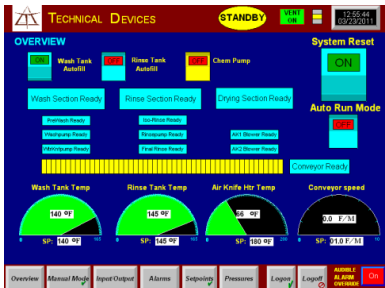 TECHNICAL DEVICES
STANDBY
VENT
ON
12:55:44
03/23/2011
OVERVIEW
System Reset
ON
Wash Tank
Autofill
OFF
Rinse Tank
Autofill
OFF
Chem Pump
ON
Wash Section Ready
Rinse Section Ready
Drying Section Ready
Auto Run Mode
OFF
PreWash Ready
Iso-Rinse Ready
Washpump Ready
Rinsepump Ready
AK1 Blower Ready
Final Rinse Ready
AK2 Blower Ready
Conveyor Ready
Wash Tank Temp
Rinse Tank Temp
Air Knife Htr Temp
Conveyor speed
140 ºF
145 ºF
66 ºF
0.0 F/M
SP: 140 ºF
SP: 145 ºF
SP: 180 ºF
SP: 01.0 F/M
Overview
Manual Mode
Input/Output
Alarms
Setpoints
Pressures
Logon
Logoff
AUDIBLE
ALARM
OVERRIDE
On